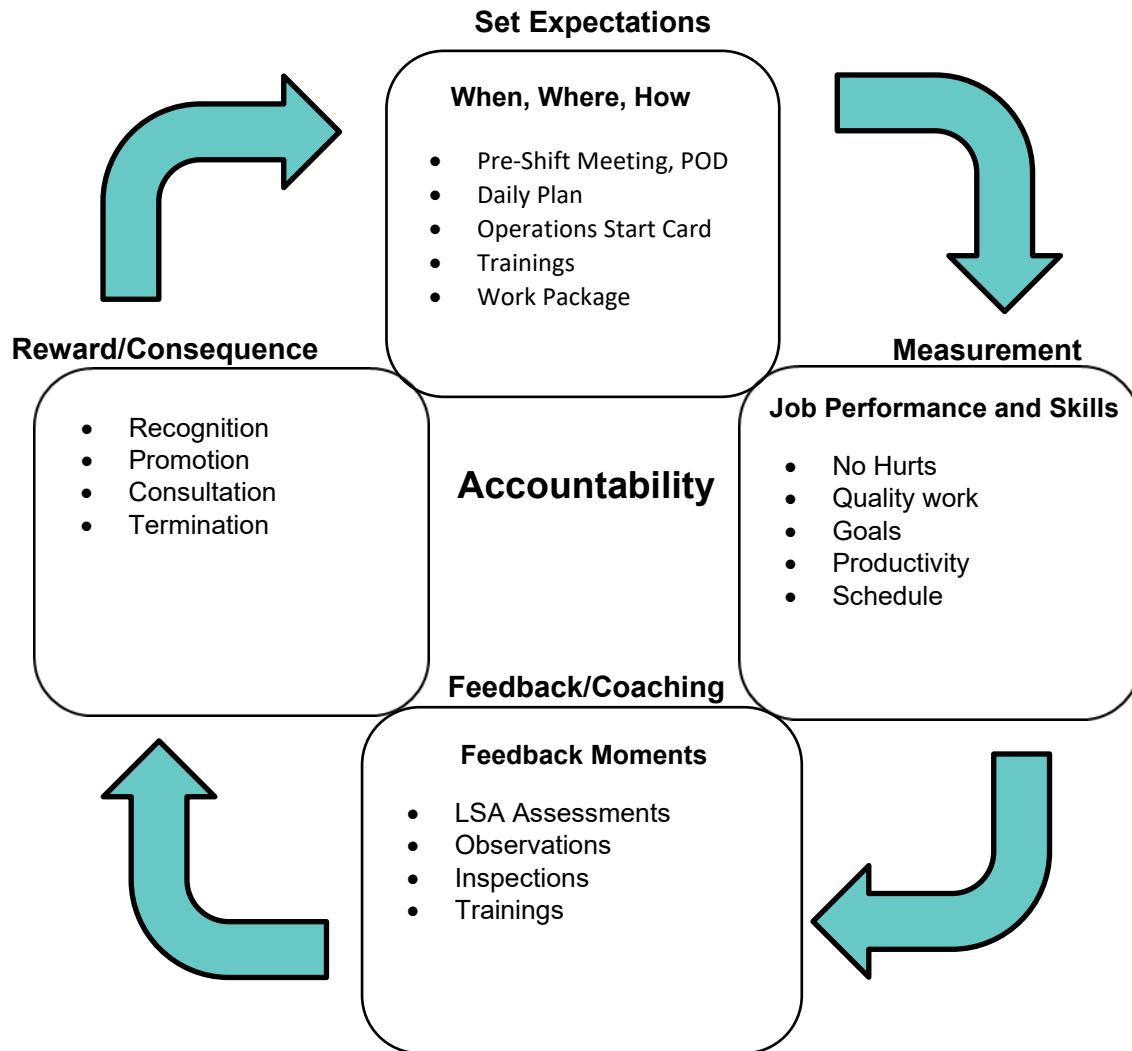 Set Expectations
When, Where, How
• Pre-Shift Meeting, POD
• Daily Plan
• Operations Start Card
• Trainings
• Work Package
Reward/Consequence
• Recognition
• Promotion
• Consultation
• Termination
Accountability
Measurement
Job Performance and Skills
• No Hurts
• Quality work
• Goals
• Productivity
• Schedule
Feedback/Coaching
Feedback Moments
• LSA Assessments
• Observations
• Inspections
• Trainings